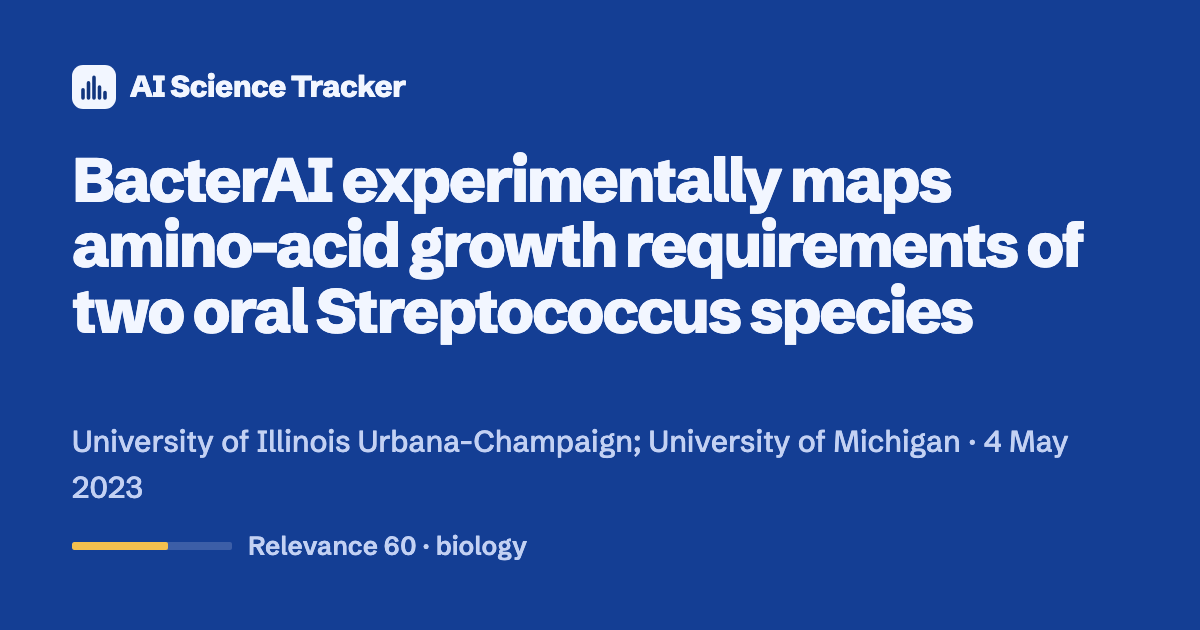 AI Science Tracker
BacterAI experimentally maps
amino-acid growth requirements of
two oral Streptococcus species
University of Illinois Urbana-Champaign; University of Michigan · 4 May
2023
Relevance 60 · biology